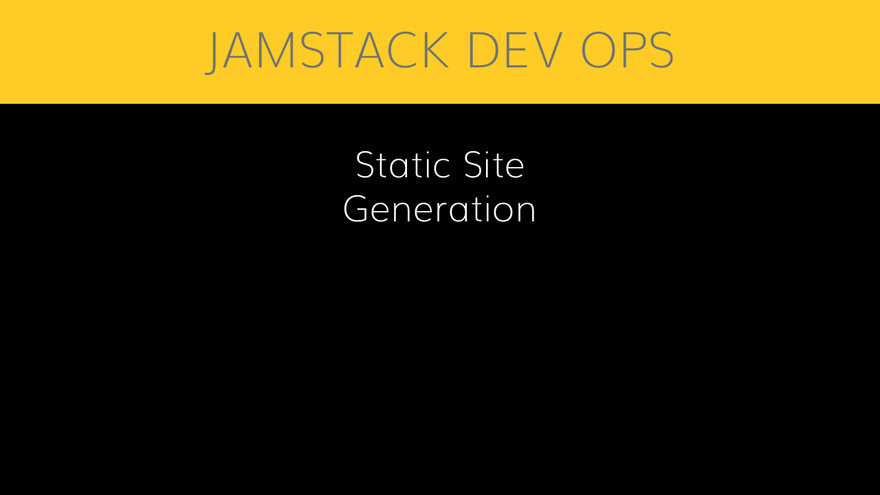 JAMSTACK DEV OPS
Static Site
Generation